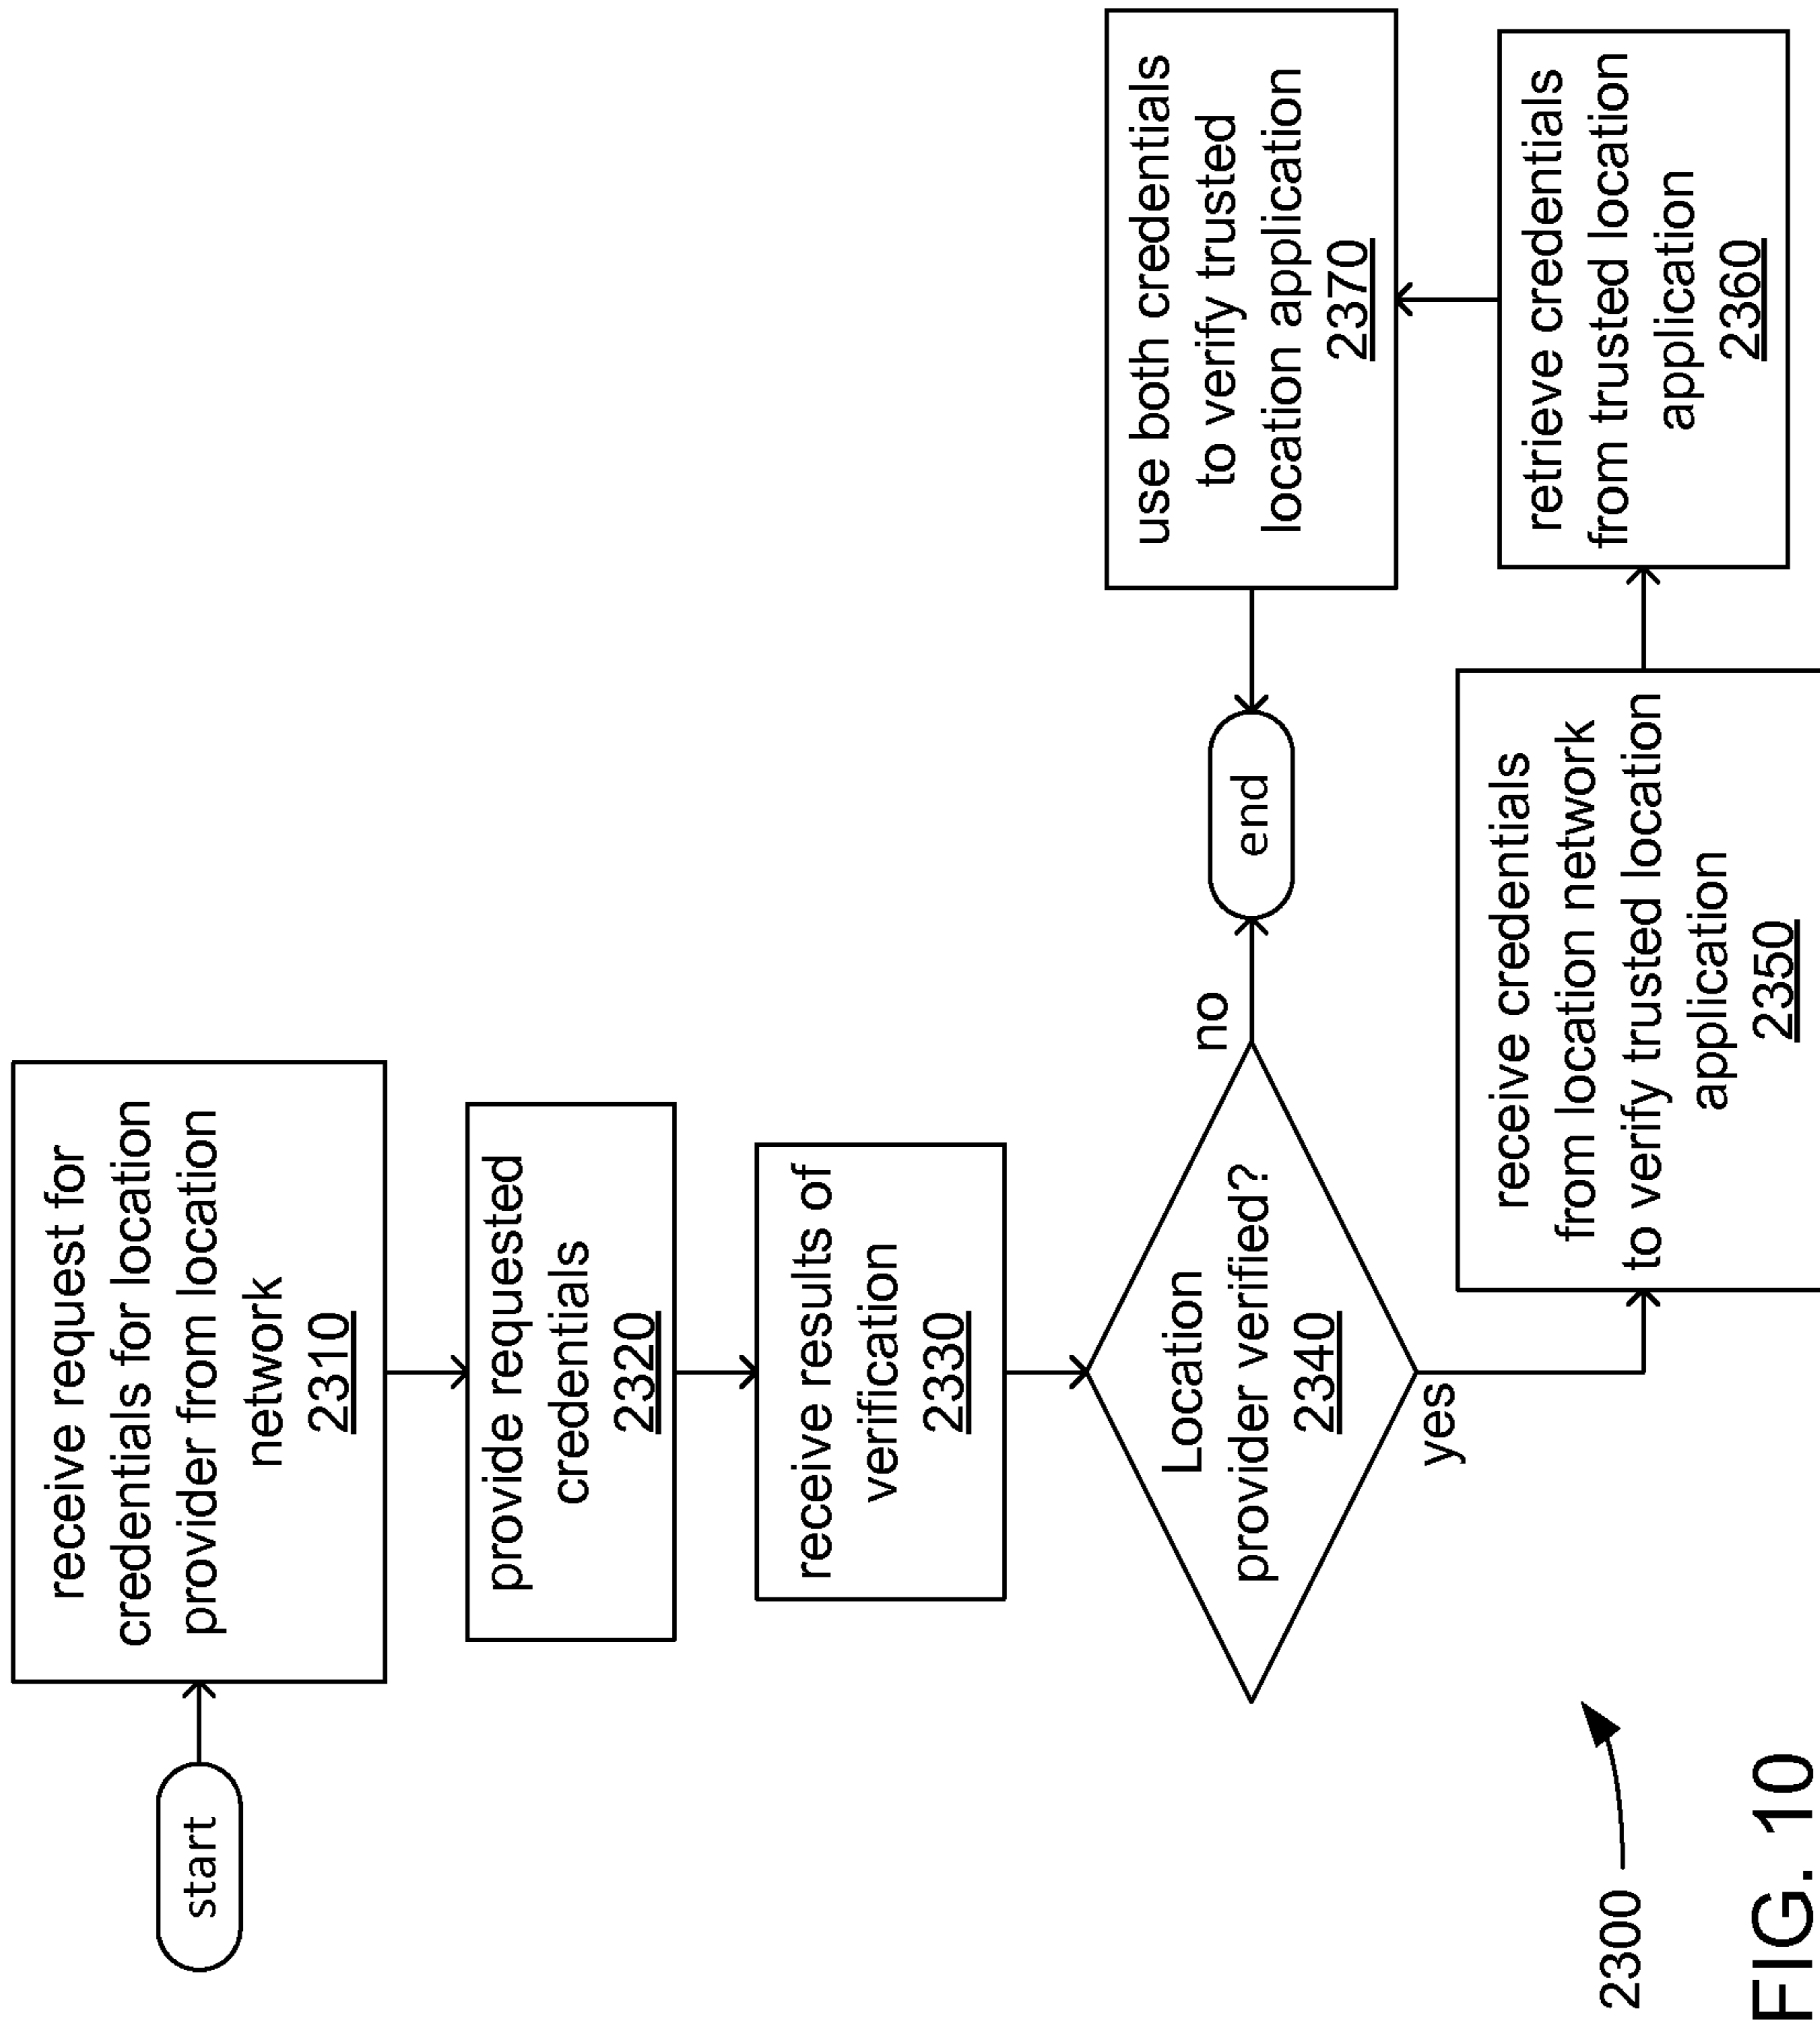 start
receive request for
credentials for location
provider from location
network
2310
provide requested
credentials
2320
receive results of
verification
2330
Location
provider verified?
2340
no
end
yes
receive credentials
from location network
to verify trusted location
application
2350
retrieve credentials
from trusted location
application
2360
use both credentials
to verify trusted
location application
2370
2300
FIG. 10